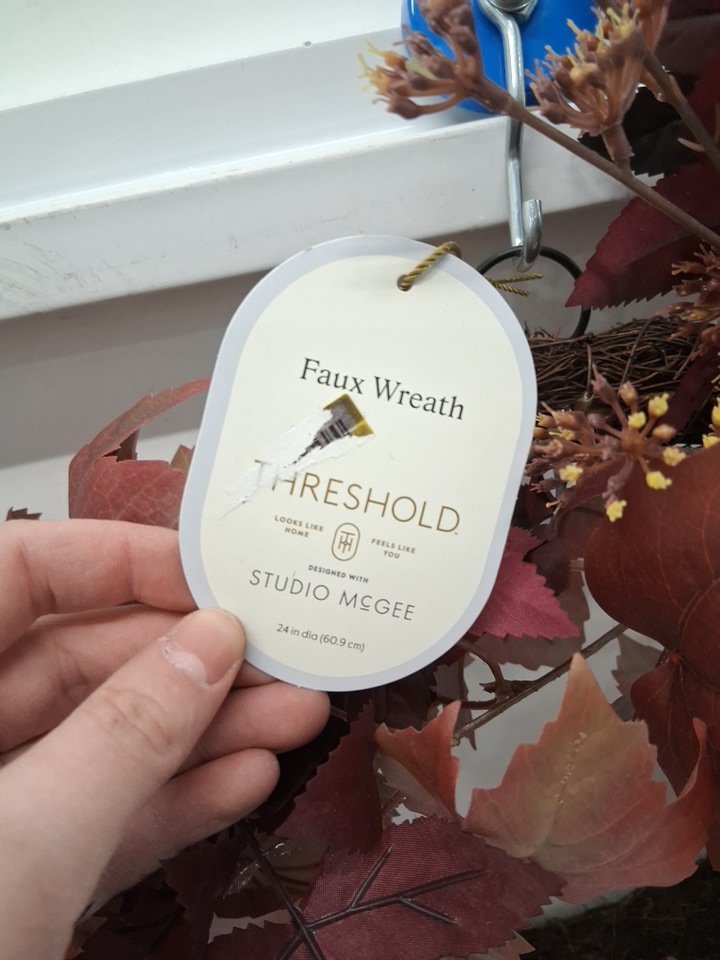 Faux Wreath
THRESHOLD
LOOKS LIKE HOME
FEELS LIKE YOU
DESIGNED WITH
STUDIO McGEE
24 in dia (60.9 cm)